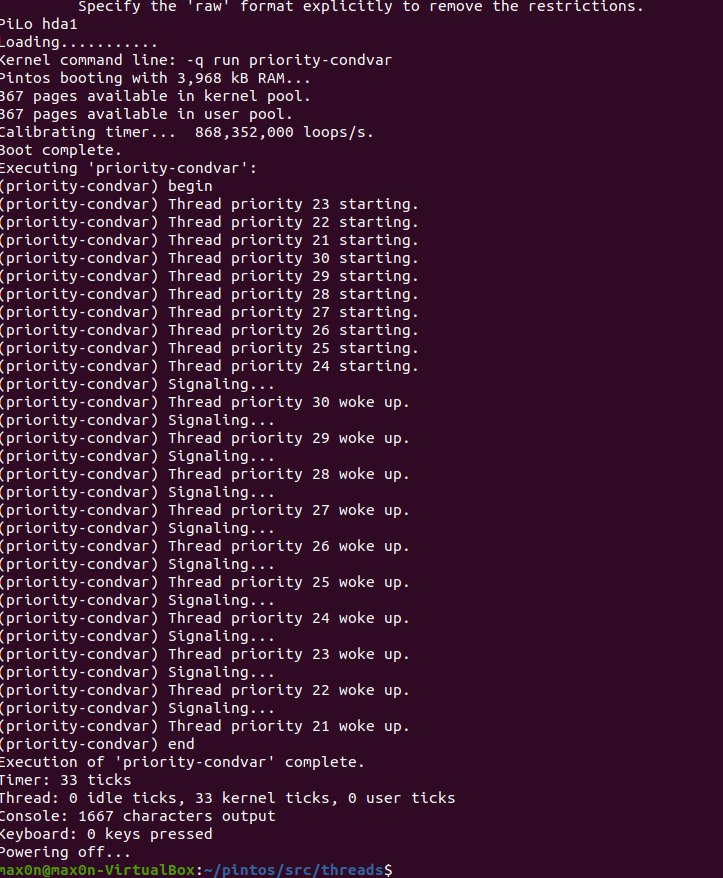 Specify the 'raw' format explicitly to remove the restrictions.
PiLo hda1
Loading...........
Kernel command line: -q run priority-condvar
Pintos booting with 3,968 kB RAM...
367 pages available in kernel pool.
367 pages available in user pool.
Calibrating timer...  868,352,000 loops/s.
Boot complete.
Executing 'priority-condvar':
(priority-condvar) begin
(priority-condvar) Thread priority 23 starting.
(priority-condvar) Thread priority 22 starting.
(priority-condvar) Thread priority 21 starting.
(priority-condvar) Thread priority 30 starting.
(priority-condvar) Thread priority 29 starting.
(priority-condvar) Thread priority 28 starting.
(priority-condvar) Thread priority 27 starting.
(priority-condvar) Thread priority 26 starting.
(priority-condvar) Thread priority 25 starting.
(priority-condvar) Thread priority 24 starting.
(priority-condvar) Signaling...
(priority-condvar) Thread priority 30 woke up.
(priority-condvar) Signaling...
(priority-condvar) Thread priority 29 woke up.
(priority-condvar) Signaling...
(priority-condvar) Thread priority 28 woke up.
(priority-condvar) Signaling...
(priority-condvar) Thread priority 27 woke up.
(priority-condvar) Signaling...
(priority-condvar) Thread priority 26 woke up.
(priority-condvar) Signaling...
(priority-condvar) Thread priority 25 woke up.
(priority-condvar) Signaling...
(priority-condvar) Thread priority 24 woke up.
(priority-condvar) Signaling...
(priority-condvar) Thread priority 23 woke up.
(priority-condvar) Signaling...
(priority-condvar) Thread priority 22 woke up.
(priority-condvar) Signaling...
(priority-condvar) Thread priority 21 woke up.
(priority-condvar) end
Execution of 'priority-condvar' complete.
Timer: 33 ticks
Thread: 0 idle ticks, 33 kernel ticks, 0 user ticks
Console: 1667 characters output
Keyboard: 0 keys pressed
Powering off...
max0n@max0n-VirtualBox:~/pintos/src/threads$